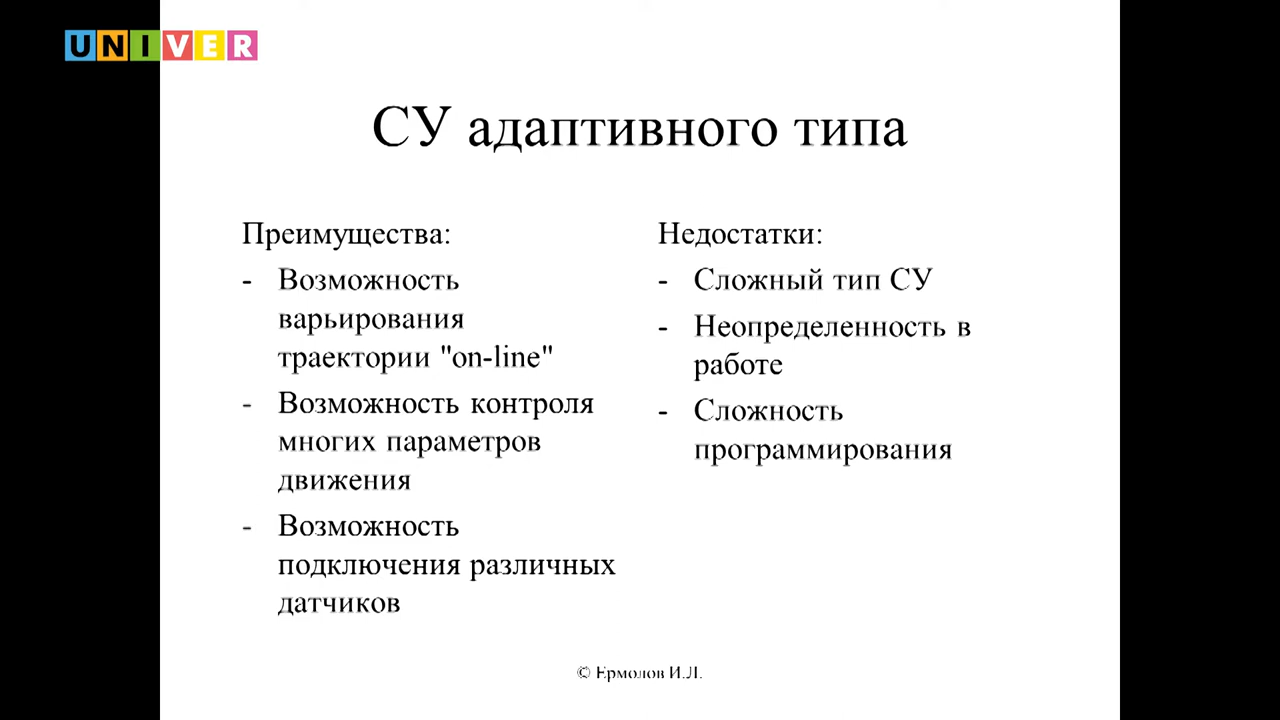 UNIVER
СУ адаптивного типа
Преимущества:
- Возможность
варьирования
траектории "on-line"
- Возможность контроля
многих параметров
движения
- Возможность
подключения различных
датчиков
Недостатки:
- Сложный тип СУ
- Неопределенность в
работе
- Сложность
программирования
© Ермолов И.Л.